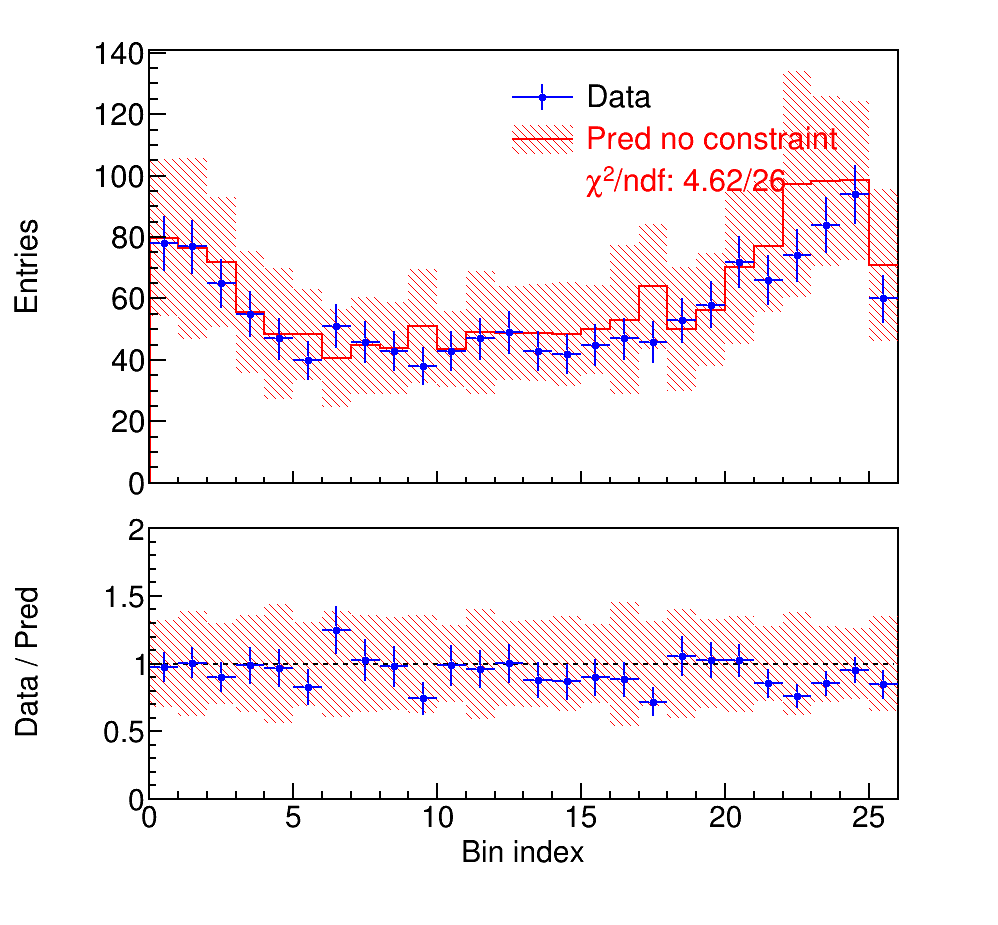 140
120
100
80
60
40
20
0
Entries
Data
Pred no constraint
χ²/ndf: 4.62/26
2
1.5
1
0.5
0
Data / Pred
0 5 10 15 20 25
Bin index